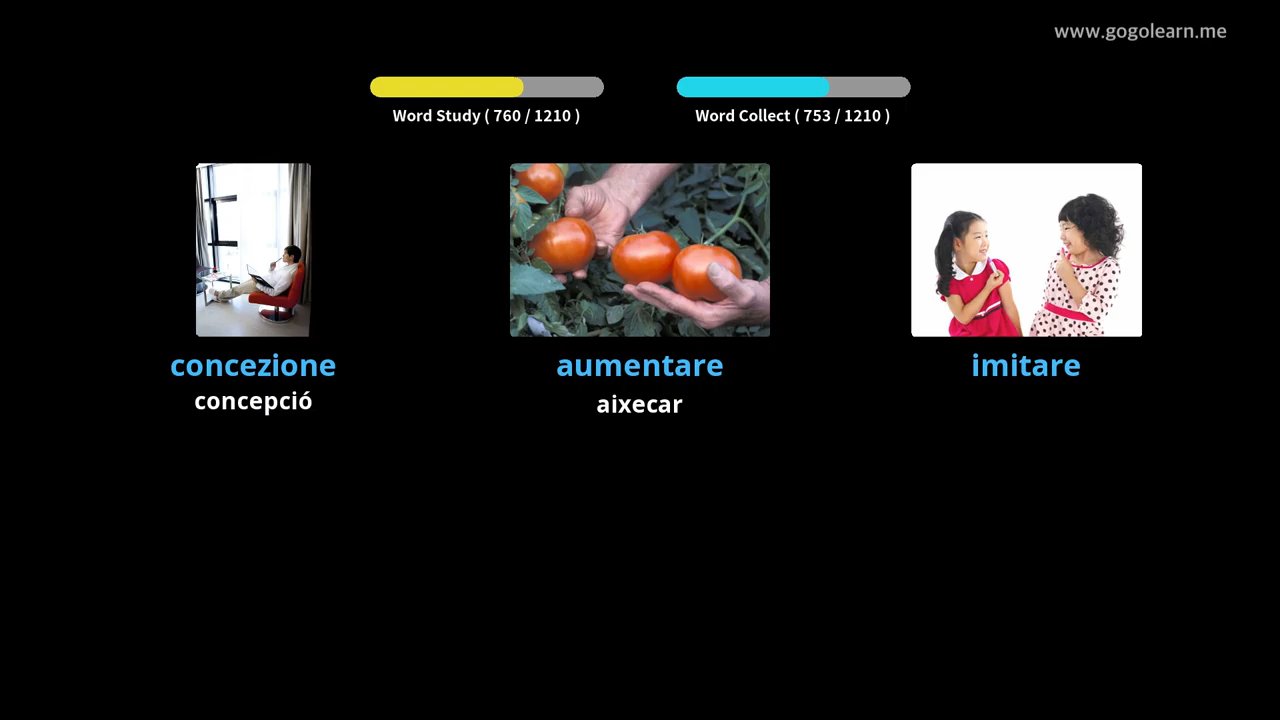 www.gogolearn.me
Word Study ( 760 / 1210 )
Word Collect ( 753 / 1210 )
concezione
concepció
aumentare
aixecar
imitare